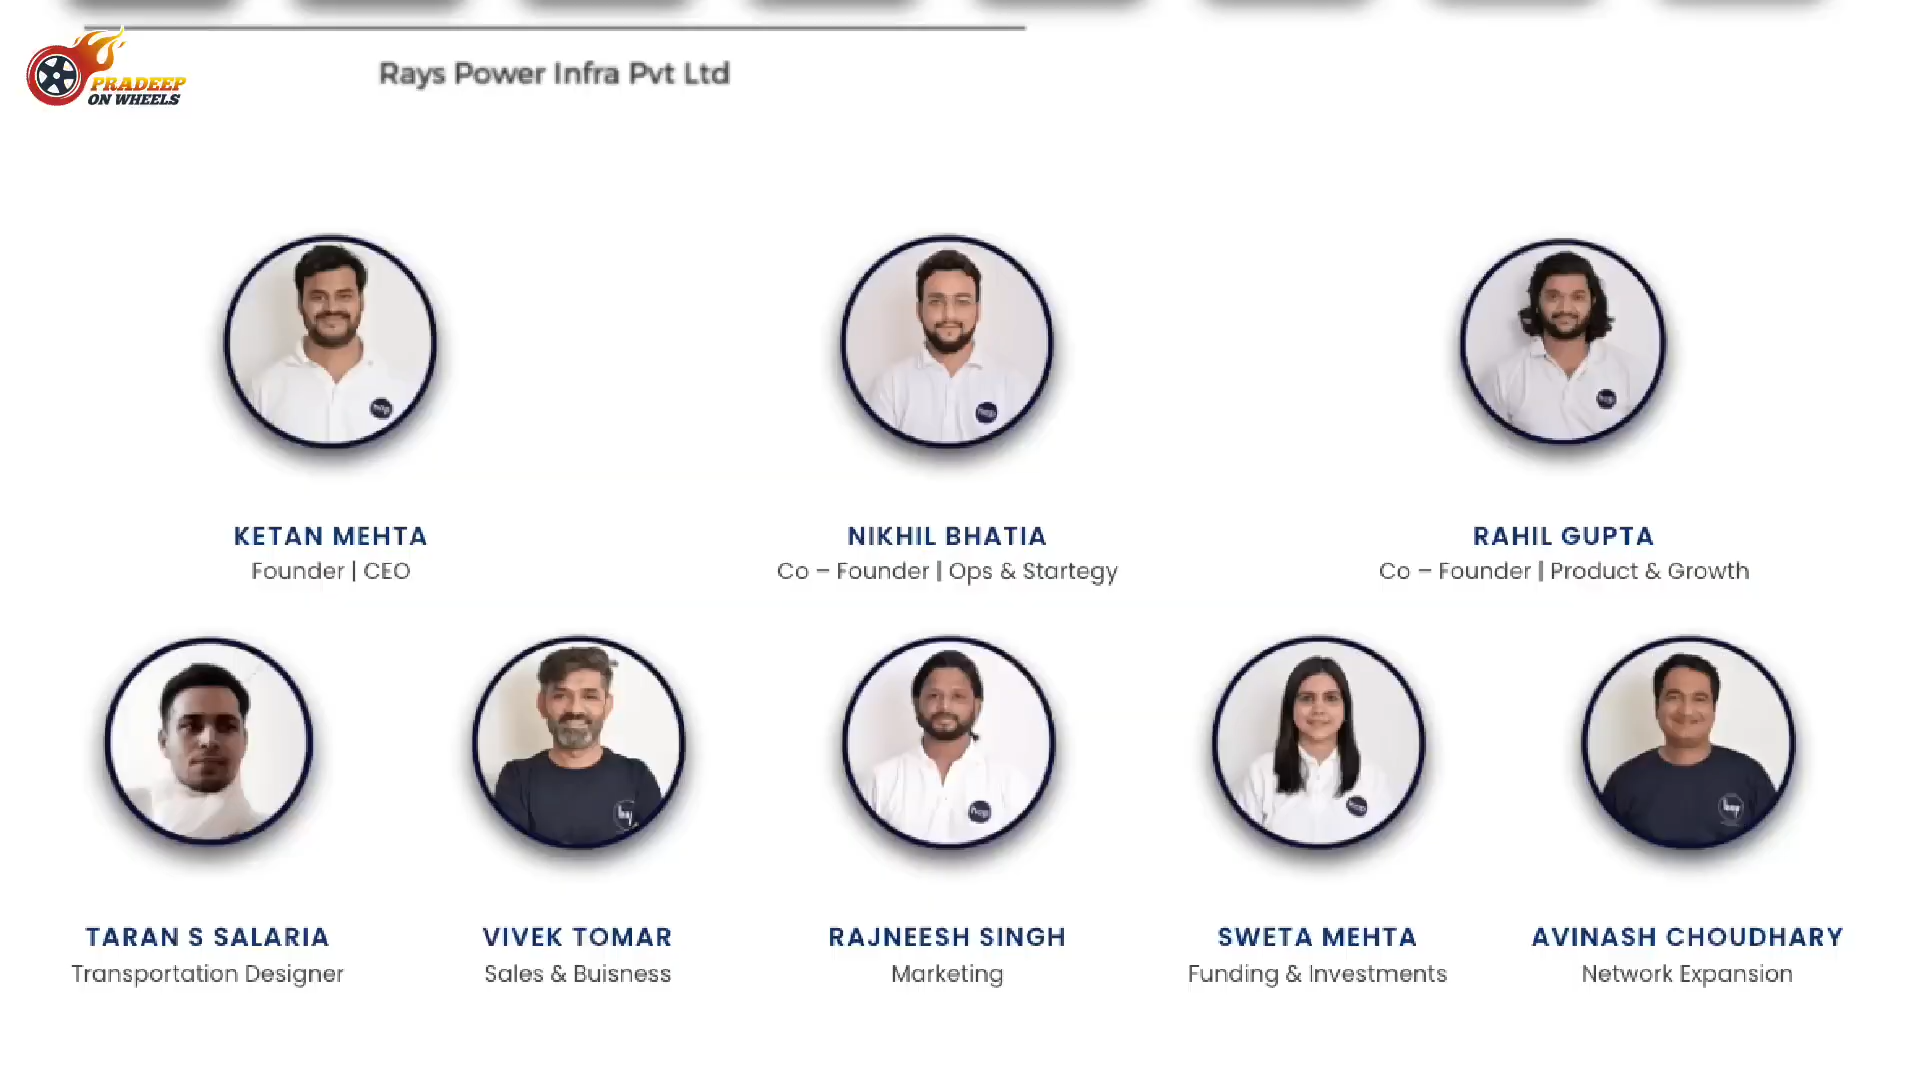 PRADEEP
ON WHEELS
Rays Power Infra Pvt Ltd
KETAN MEHTA
Founder | CEO
NIKHIL BHATIA
Co – Founder | Ops & Startegy
RAHIL GUPTA
Co – Founder | Product & Growth
TARAN S SALARIA
Transportation Designer
VIVEK TOMAR
Sales & Buisness
RAJNEESH SINGH
Marketing
SWETA MEHTA
Funding & Investments
AVINASH CHOUDHARY
Network Expansion